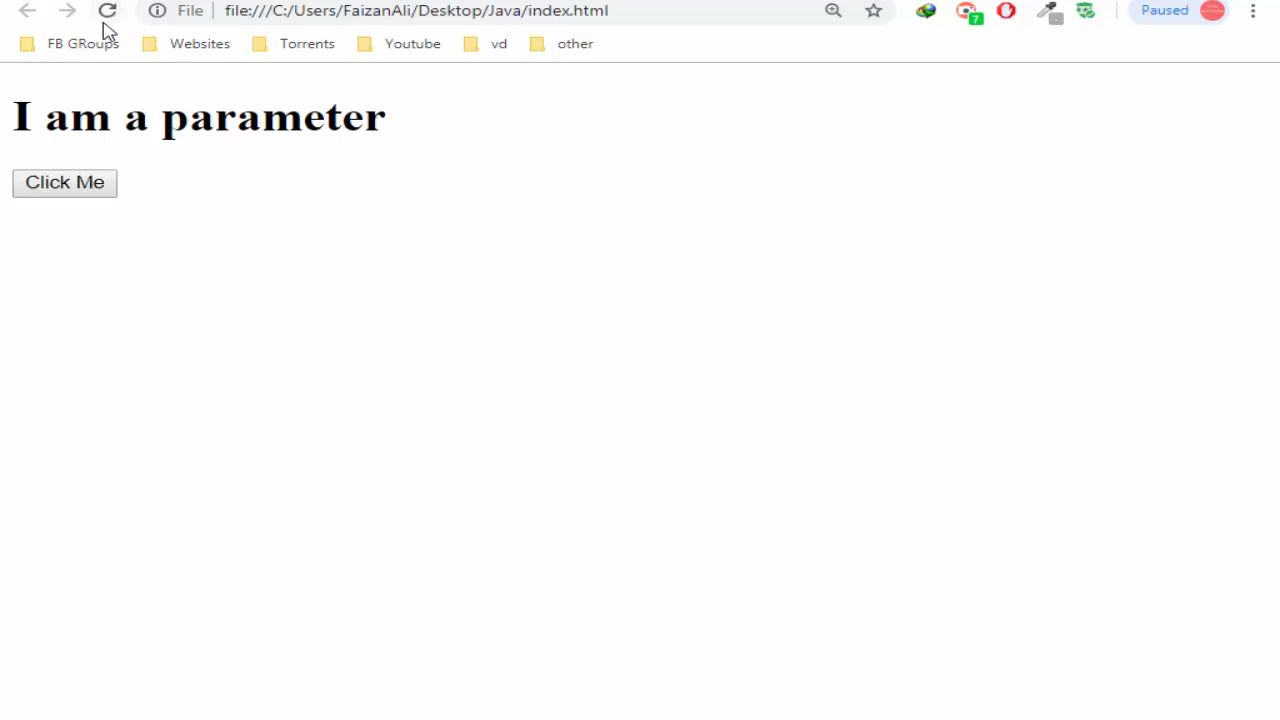 File file:///C:/Users/FaizanAli/Desktop/Java/index.html 7 Paused
FB GRoups Websites Torrents Youtube vd other
I am a parameter
Click Me